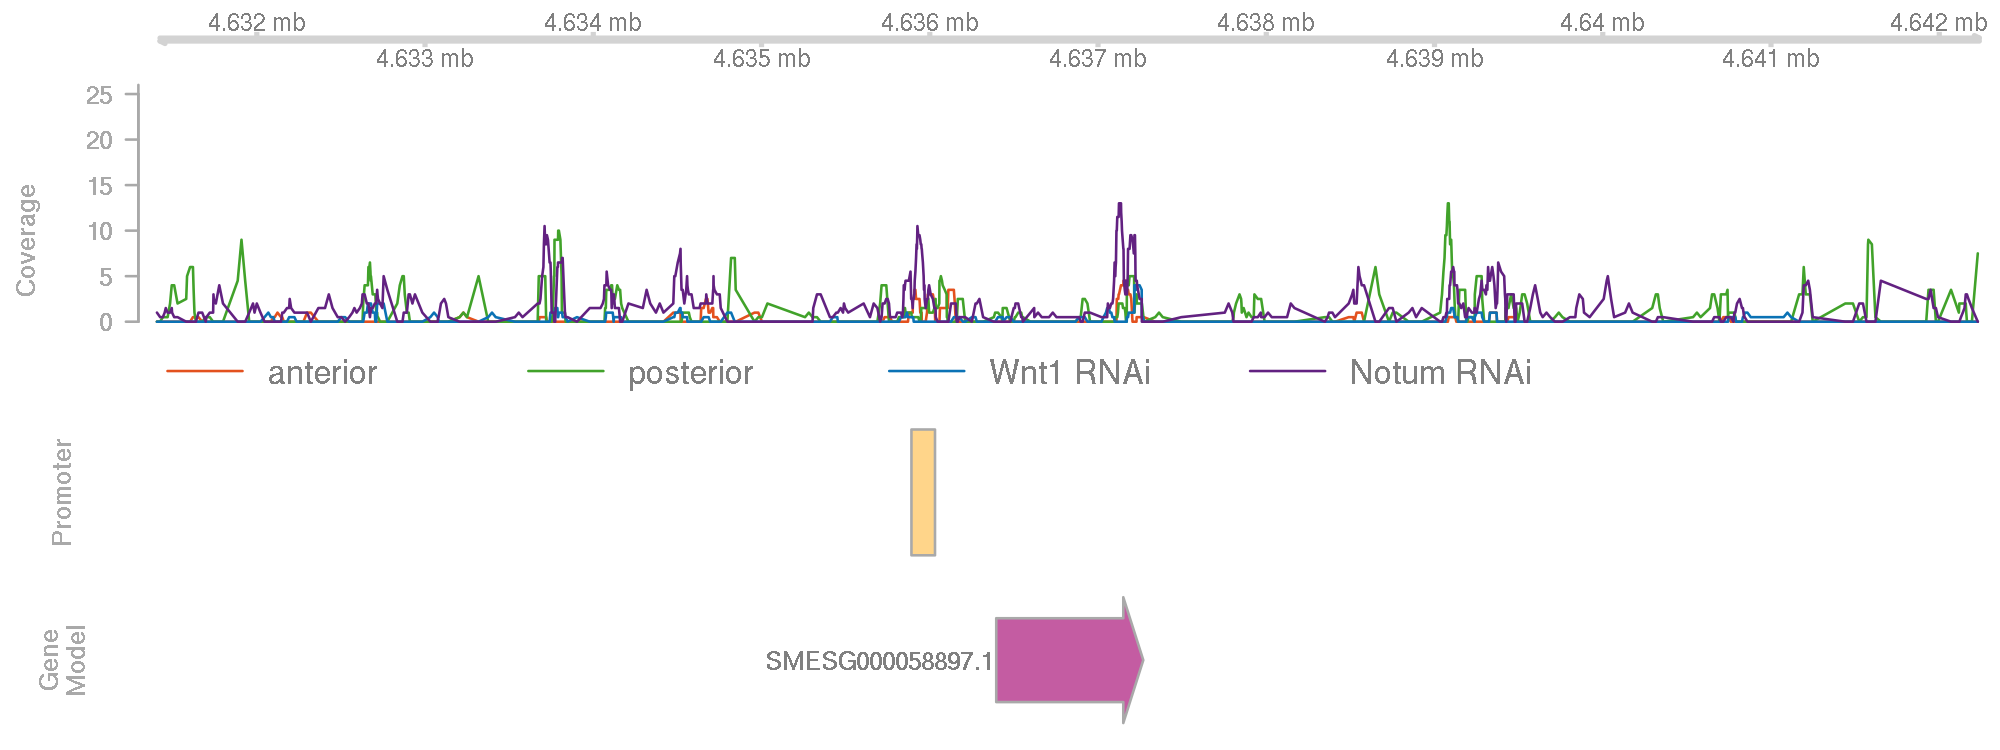 4.632 mb 4.634 mb 4.636 mb 4.638 mb 4.64 mb 4.642 mb
4.633 mb 4.635 mb 4.637 mb 4.639 mb 4.641 mb
25
20
15
10
5
0
Coverage
anterior posterior Wnt1 RNAi Notum RNAi
Promoter
Gene
Model
SMESG000058897.1